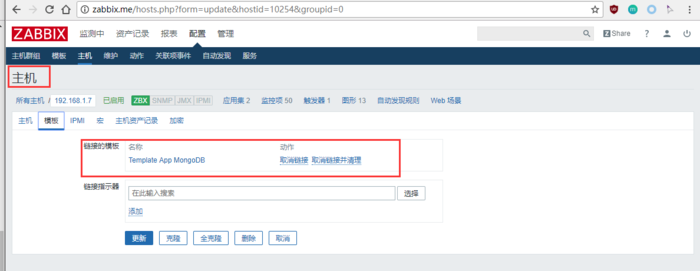 zabbix.me/hosts.php?form=update&hostid=10254&groupid=0
ZABBIX 监测中 资产记录 报表 配置 管理 Z Share ?
主机群组 模板 主机 维护 动作 关联项事件 自动发现 服务
主机
所有主机 / 192.168.1.7 已启用 ZBX SNMP JMX IPMI 应用集 2 监控项 50 触发器 1 图形 13 自动发现规则 Web 场景
主机 模板 IPMI 宏 主机资产记录 加密
链接的模板 名称 动作
Template App MongoDB 取消链接 取消链接并清理
链接指示器 在此输入搜索 选择
添加
更新 克隆 全克隆 删除 取消